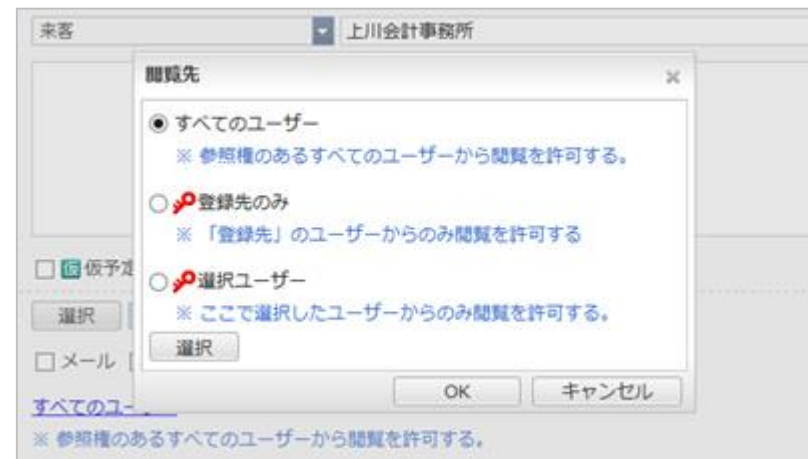 来客 上川会計事務所
閲覧先
すべてのユーザー
※ 参照権のあるすべてのユーザーから閲覧を許可する。
登録先のみ
※ 「登録先」のユーザーからのみ閲覧を許可する
選択ユーザー
※ ここで選択したユーザーからのみ閲覧を許可する。
選択
OK キャンセル
仮 仮予定
選択
メール
すべてのユーザー
※ 参照権のあるすべてのユーザーから閲覧を許可する。